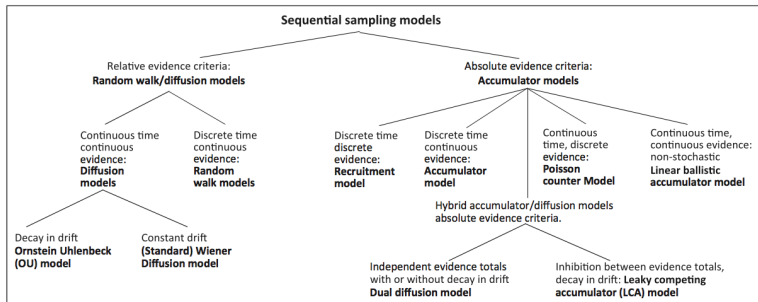 Sequential sampling models
Relative evidence criteria:
Random walk/diffusion models
Absolute evidence criteria:
Accumulator models
Continuous time
continuous
evidence:
Diffusion
models
Discrete time
continuous
evidence:
Random
walk models
Discrete time
discrete
evidence:
Recruitment
model
Discrete time
continuous
evidence:
Accumulator
model
Continuous
time, discrete
evidence:
Poisson
counter Model
Continuous time,
continuous evidence:
non-stochastic
Linear ballistic
accumulator model
Hybrid accumulator/diffusion models
absolute evidence criteria.
Decay in drift
Ornstein Uhlenbeck
(OU) model
Constant drift
(Standard) Wiener
Diffusion model
Independent evidence totals
with or without decay in drift
Dual diffusion model
Inhibition between evidence totals,
decay in drift: Leaky competing
accumulator (LCA) model